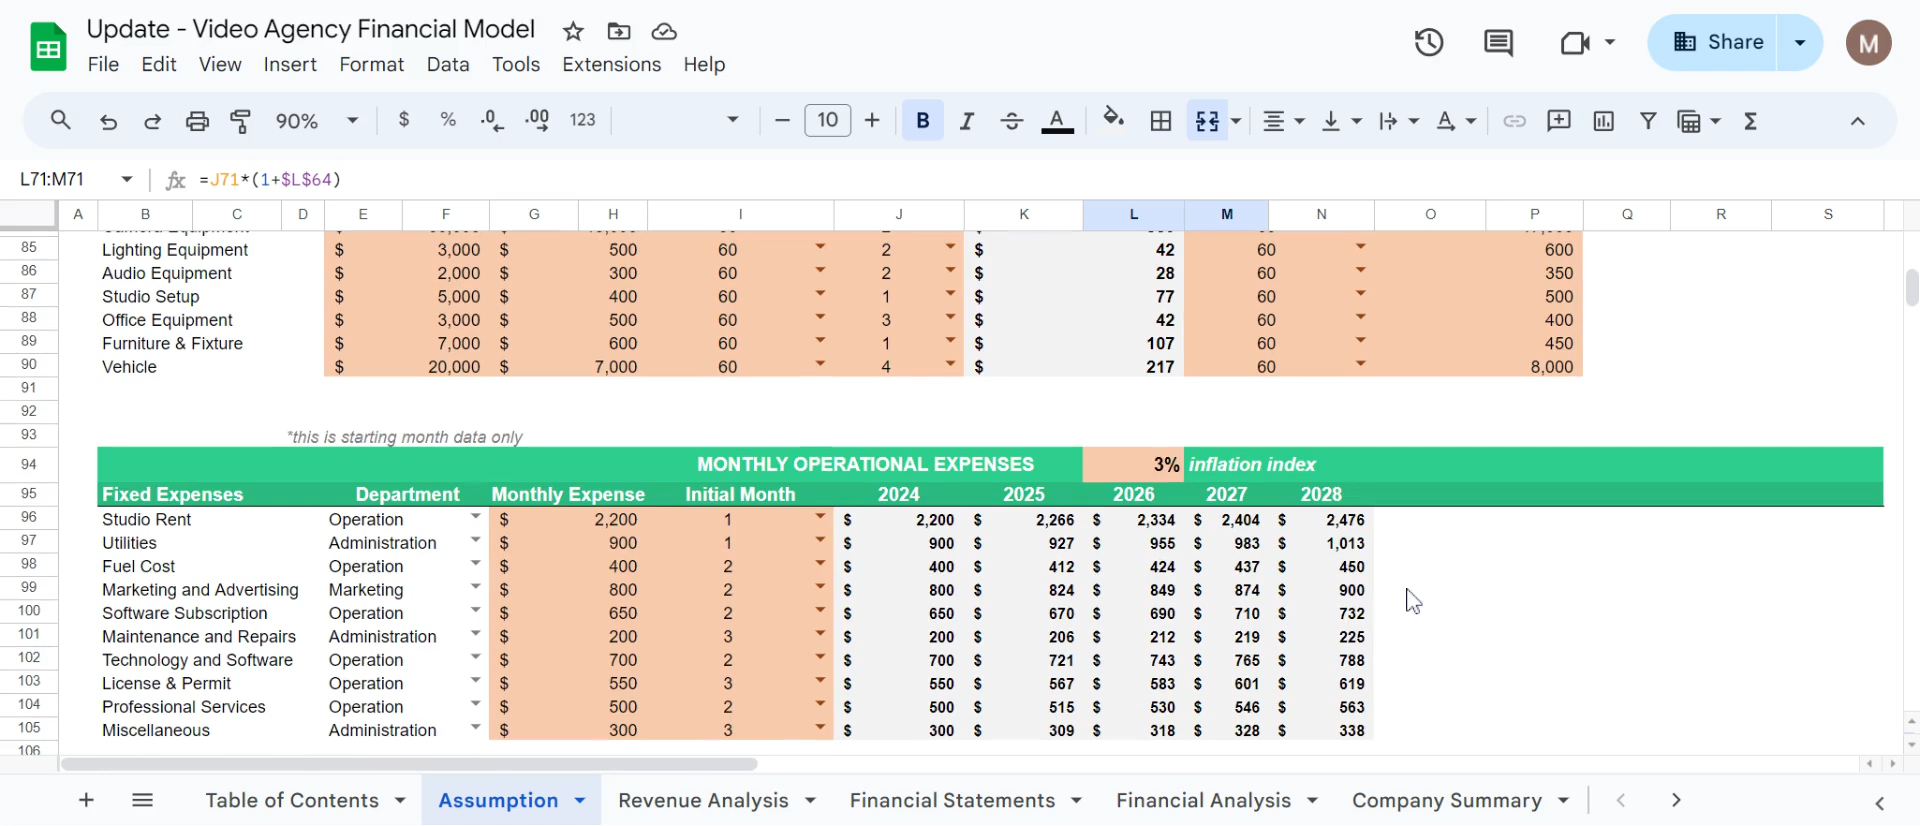 Update - Video Agency Financial Model
Share
M
File Edit View Insert Format Data Tools Extensions Help
90% $ % .0 .00 123 10 B I A
L71:M71 fx =J71*(1+$L$64)
A B C D E F G H I J K L M N O P Q R S
85 Lighting Equipment $ 3,000 $ 500 60 2 $ 42 60 600
86 Audio Equipment $ 2,000 $ 300 60 2 $ 28 60 350
87 Studio Setup $ 5,000 $ 400 60 1 $ 77 60 500
88 Office Equipment $ 3,000 $ 500 60 3 $ 42 60 400
89 Furniture & Fixture $ 7,000 $ 600 60 1 $ 107 60 450
90 Vehicle $ 20,000 $ 7,000 60 4 $ 217 60 8,000
91
92
93 *this is starting month data only
94 MONTHLY OPERATIONAL EXPENSES 3% inflation index
95 Fixed Expenses Department Monthly Expense Initial Month 2024 2025 2026 2027 2028
96 Studio Rent Operation $ 2,200 1 $ 2,200 $ 2,266 $ 2,334 $ 2,404 $ 2,476
97 Utilities Administration $ 900 1 $ 900 $ 927 $ 955 $ 983 $ 1,013
98 Fuel Cost Operation $ 400 2 $ 400 $ 412 $ 424 $ 437 $ 450
99 Marketing and Advertising Marketing $ 800 2 $ 800 $ 824 $ 849 $ 874 $ 900
100 Software Subscription Operation $ 650 2 $ 650 $ 670 $ 690 $ 710 $ 732
101 Maintenance and Repairs Administration $ 200 3 $ 200 $ 206 $ 212 $ 219 $ 225
102 Technology and Software Operation $ 700 2 $ 700 $ 721 $ 743 $ 765 $ 788
103 License & Permit Operation $ 550 3 $ 550 $ 567 $ 583 $ 601 $ 619
104 Professional Services Operation $ 500 2 $ 500 $ 515 $ 530 $ 546 $ 563
105 Miscellaneous Administration $ 300 3 $ 300 $ 309 $ 318 $ 328 $ 338
106
Table of Contents Assumption Revenue Analysis Financial Statements Financial Analysis Company Summary